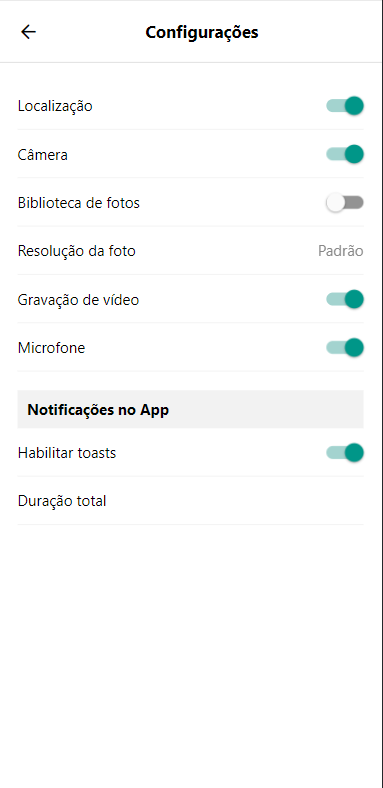 Configurações
Localização
Câmera
Biblioteca de fotos
Resolução da foto Padrão
Gravação de vídeo
Microfone
Notificações no App
Habilitar toasts
Duração total